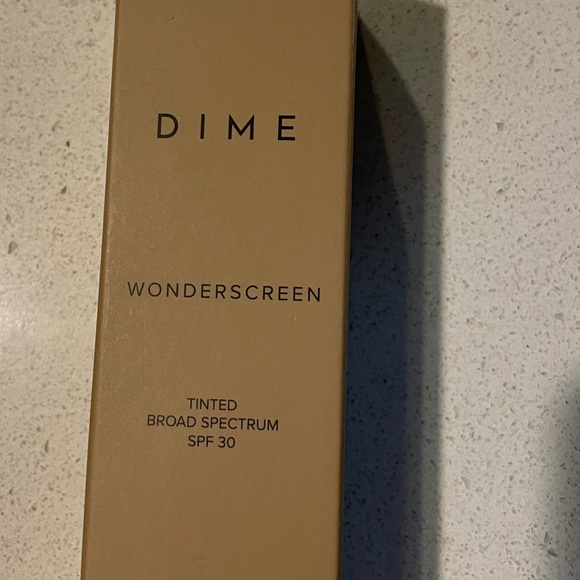 DIME
WONDERSCREEN
TINTED
BROAD SPECTRUM
SPF 30